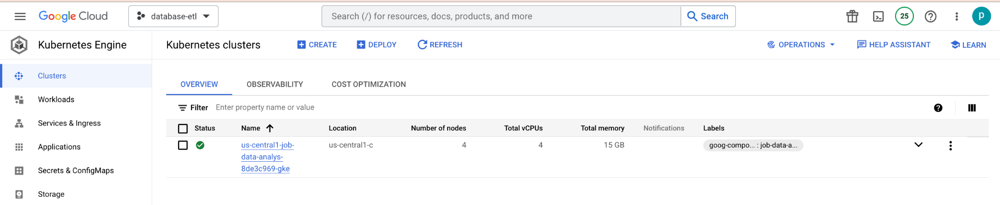 Google Cloud
database-etl
Search (/) for resources, docs, products, and more
Search
25
p
Kubernetes Engine
Kubernetes clusters
CREATE
DEPLOY
REFRESH
OPERATIONS
HELP ASSISTANT
LEARN
Clusters
Workloads
Services & Ingress
Applications
Secrets & ConfigMaps
Storage
OVERVIEW
OBSERVABILITY
COST OPTIMIZATION
Filter Enter property name or value
Status Name Location Number of nodes Total vCPUs Total memory Notifications Labels
us-central1-job-
data-analys-
8de3c969-gke
us-central1-c 4 4 15 GB goog-compo... : job-data-a...